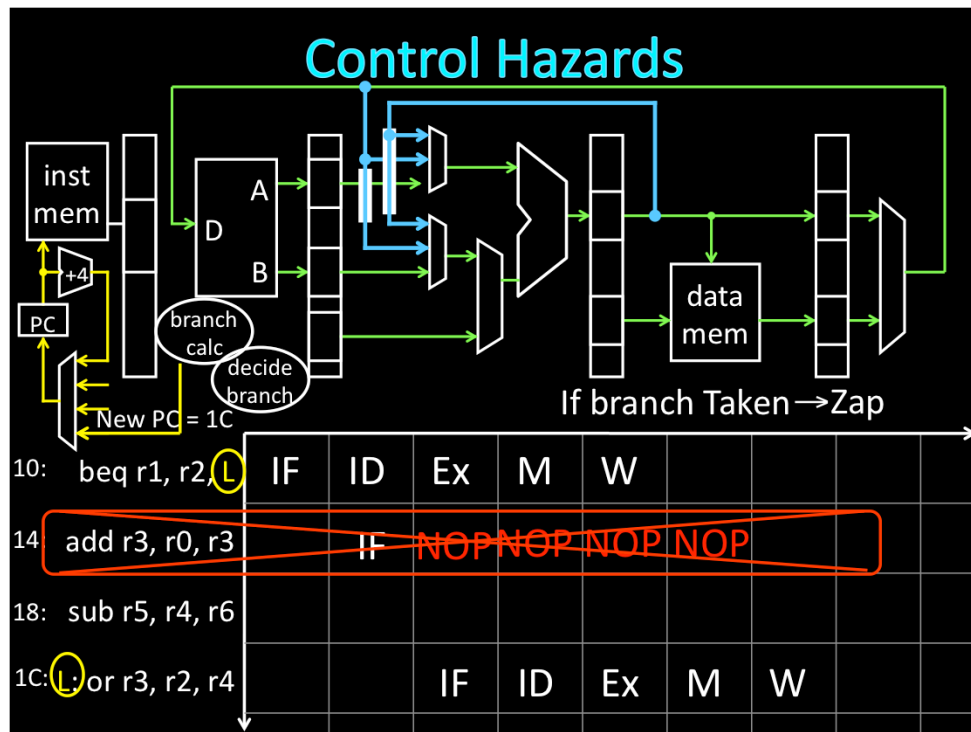 Control Hazards
inst
mem
+4
PC
D
A
B
branch
calc
decide
branch
New PC = 1C
data
mem
If branch Taken → Zap
10: beq r1, r2, L IF ID Ex M W
14: add r3, r0, r3 IF NOP NOP NOP NOP
18: sub r5, r4, r6
1C: L: or r3, r2, r4 IF ID Ex M W